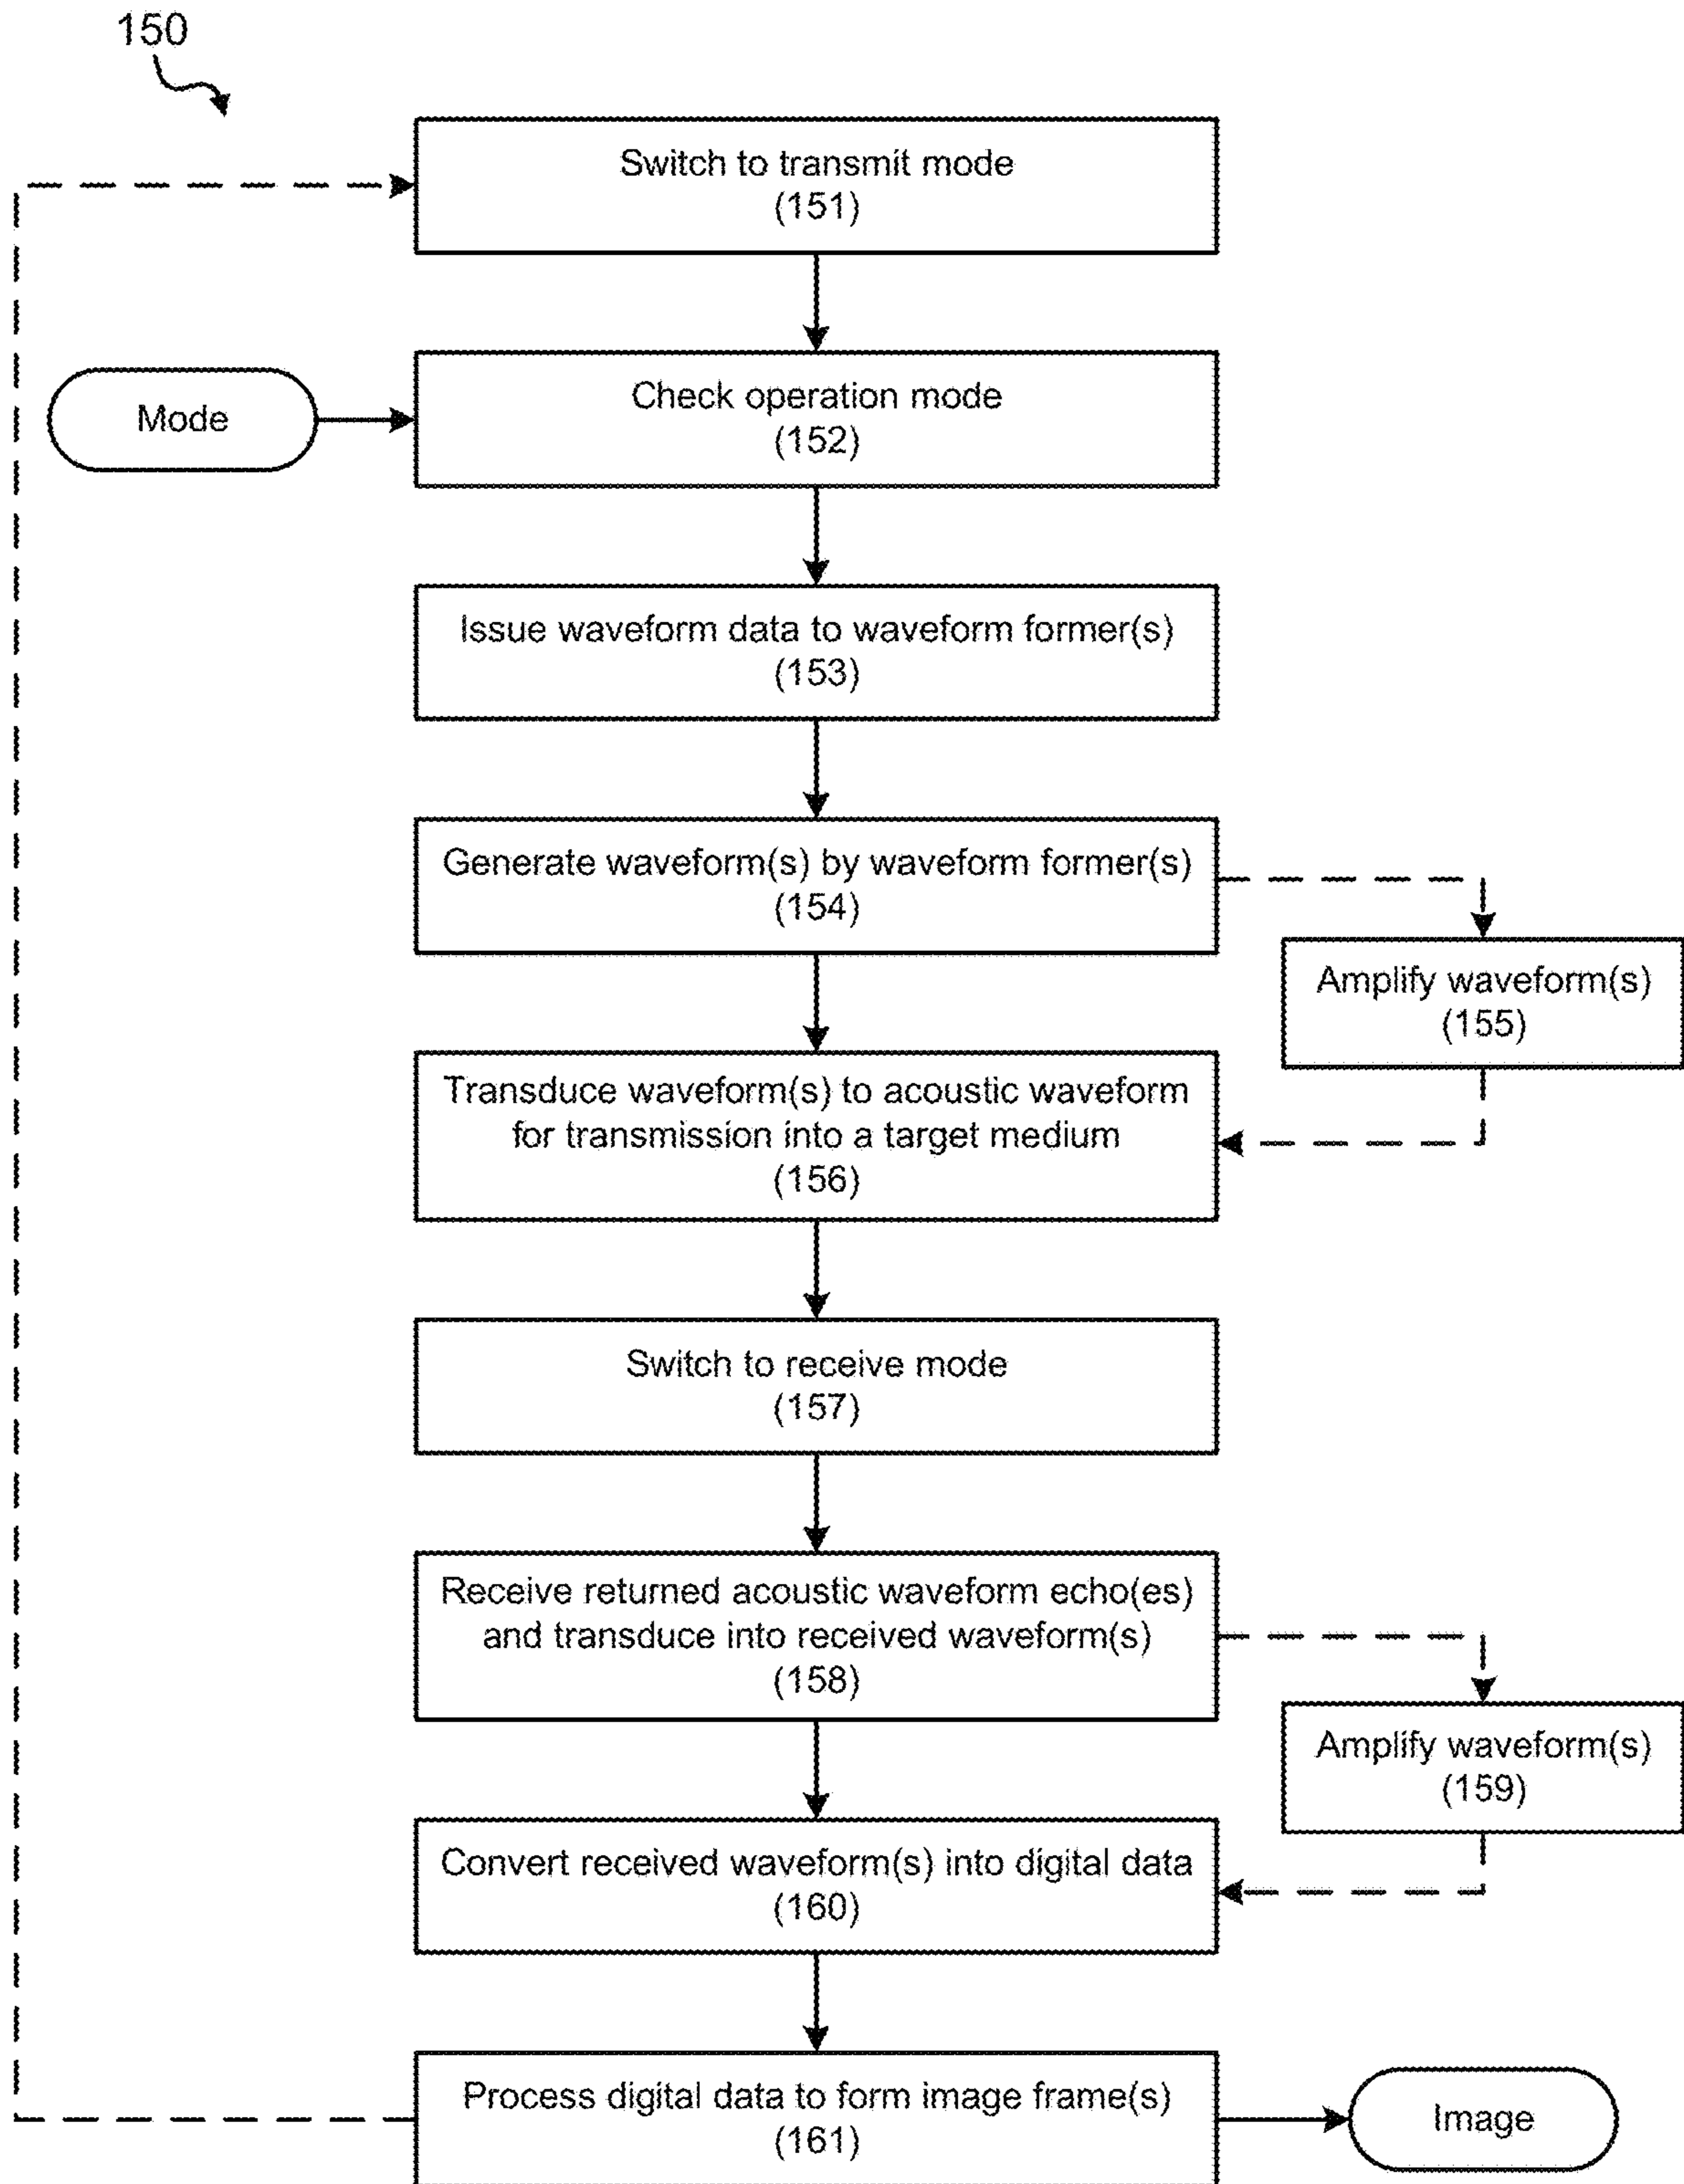 150
Switch to transmit mode
(151)
Mode
Check operation mode
(152)
Issue waveform data to waveform former(s)
(153)
Generate waveform(s) by waveform former(s)
(154)
Amplify waveform(s)
(155)
Transduce waveform(s) to acoustic waveform
for transmission into a target medium
(156)
Switch to receive mode
(157)
Receive returned acoustic waveform echo(es)
and transduce into received waveform(s)
(158)
Amplify waveform(s)
(159)
Convert received waveform(s) into digital data
(160)
Process digital data to form image frame(s)
(161)
Image